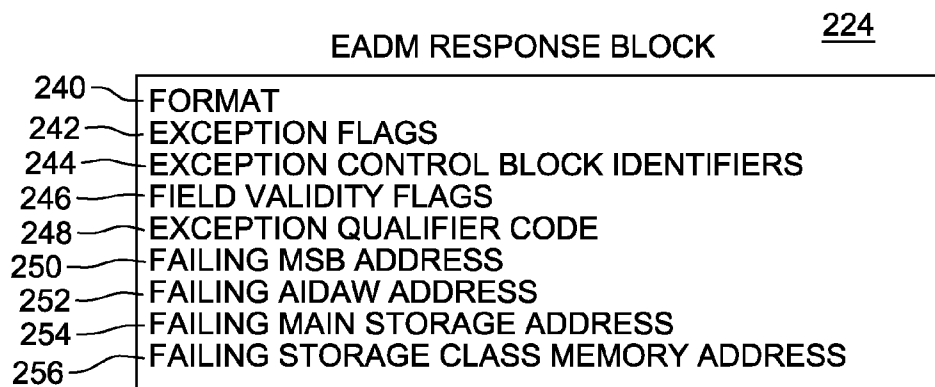 224
EADM RESPONSE BLOCK
240 FORMAT
242 EXCEPTION FLAGS
244 EXCEPTION CONTROL BLOCK IDENTIFIERS
246 FIELD VALIDITY FLAGS
248 EXCEPTION QUALIFIER CODE
250 FAILING MSB ADDRESS
252 FAILING AIDAW ADDRESS
254 FAILING MAIN STORAGE ADDRESS
256 FAILING STORAGE CLASS MEMORY ADDRESS